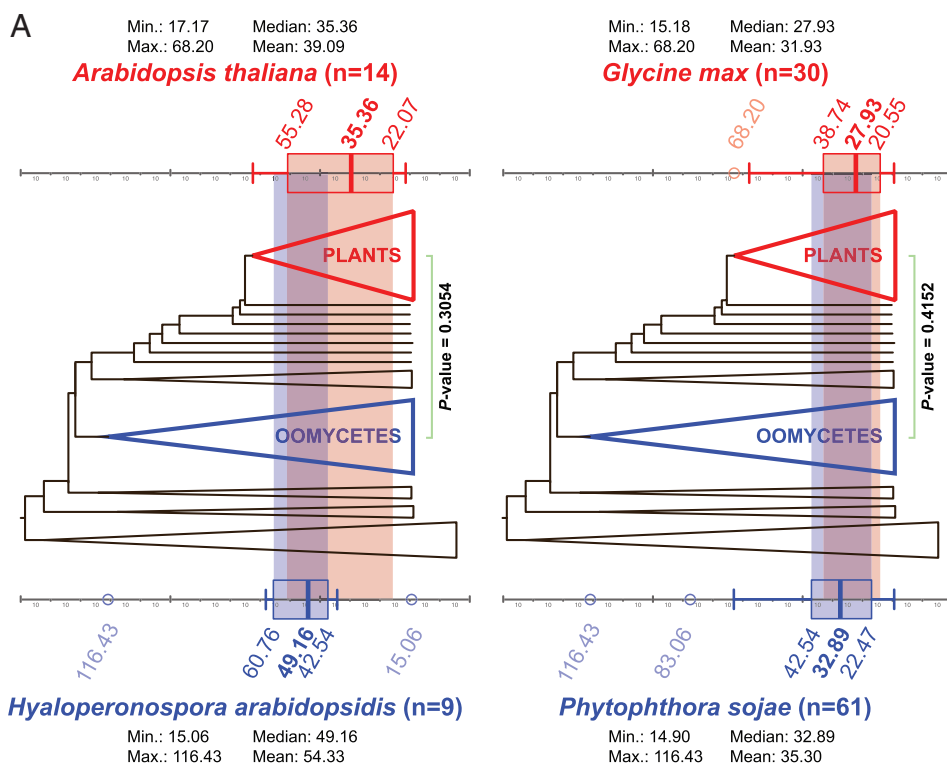 A
Min.: 17.17 Median: 35.36
Max.: 68.20 Mean: 39.09
Arabidopsis thaliana (n=14)
55.28
35.36
22.07
PLANTS
OOMYCETES
P-value = 0.3054
116.43
60.76
49.16
42.54
15.06
Hyaloperonospora arabidopsidis (n=9)
Min.: 15.06 Median: 49.16
Max.: 116.43 Mean: 54.33
Min.: 15.18 Median: 27.93
Max.: 68.20 Mean: 31.93
Glycine max (n=30)
68.20
38.74
27.93
20.55
PLANTS
OOMYCETES
P-value = 0.4152
116.43
83.06
42.54
32.89
22.47
Phytophthora sojae (n=61)
Min.: 14.90 Median: 32.89
Max.: 116.43 Mean: 35.30